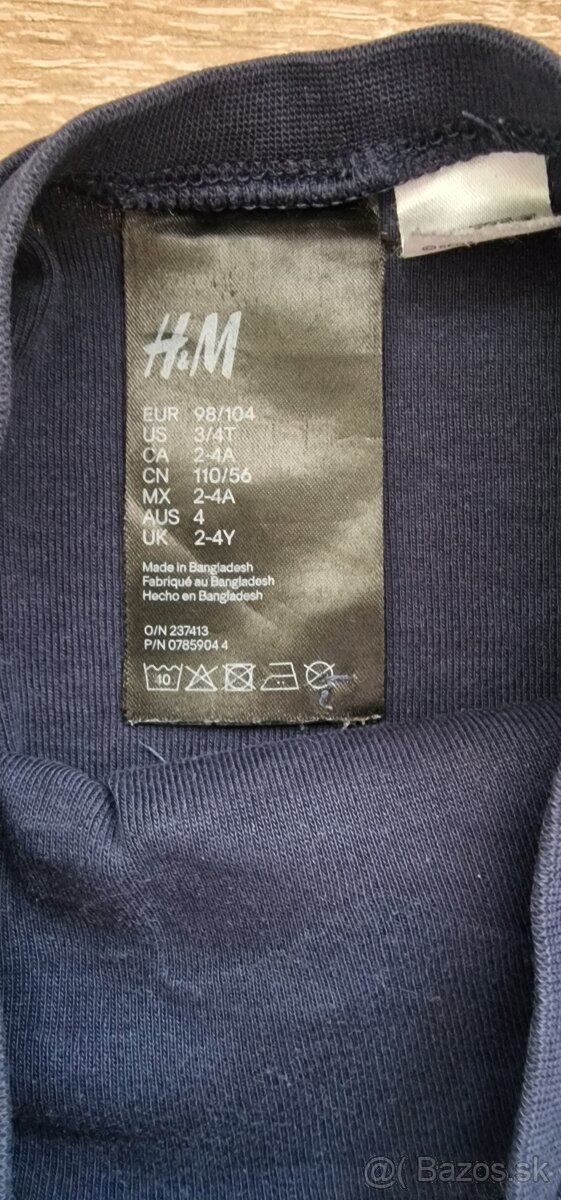 H&M
EUR 98/104
US 3/4T
CA 2-4A
CN 110/56
MX 2-4A
AUS 4
UK 2-4Y
Made in Bangladesh
Fabriqué au Bangladesh
Hecho en Bangladesh
O/N 237413
P/N 0785904 4
40
@( Bazos.sk